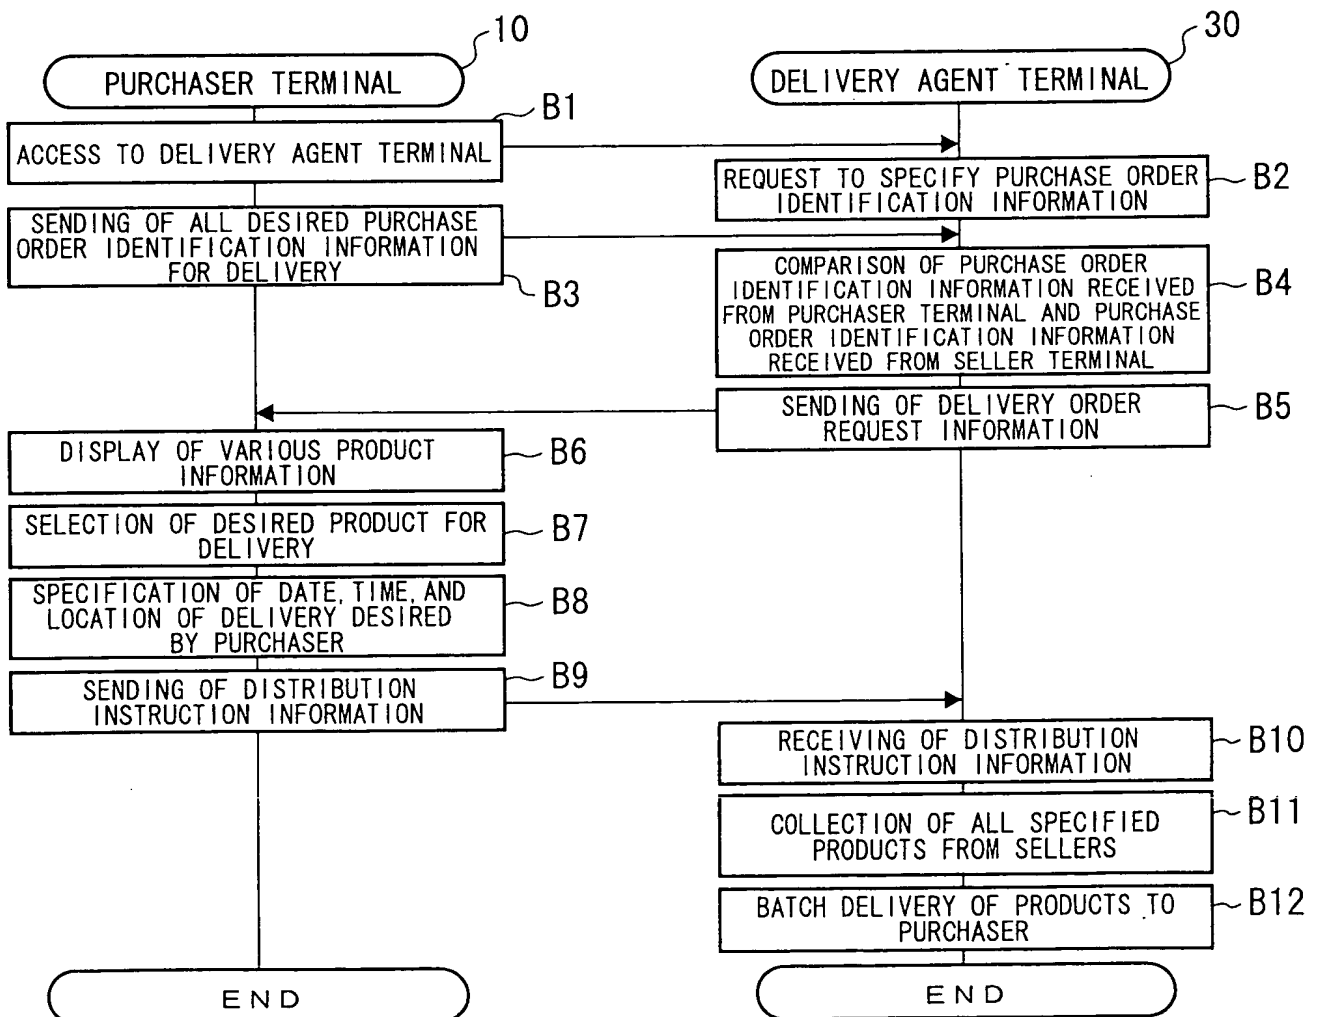 10
PURCHASER TERMINAL
30
DELIVERY AGENT TERMINAL
B1
ACCESS TO DELIVERY AGENT TERMINAL
REQUEST TO SPECIFY PURCHASE ORDER
IDENTIFICATION INFORMATION
B2
SENDING OF ALL DESIRED PURCHASE
ORDER IDENTIFICATION INFORMATION
FOR DELIVERY
B3
COMPARISON OF PURCHASE ORDER
IDENTIFICATION INFORMATION RECEIVED
FROM PURCHASER TERMINAL AND PURCHASE
ORDER IDENTIFICATION INFORMATION
RECEIVED FROM SELLER TERMINAL
B4
SENDING OF DELIVERY ORDER
REQUEST INFORMATION
B5
DISPLAY OF VARIOUS PRODUCT
INFORMATION
B6
SELECTION OF DESIRED PRODUCT FOR
DELIVERY
B7
SPECIFICATION OF DATE, TIME, AND
LOCATION OF DELIVERY DESIRED
BY PURCHASER
B8
SENDING OF DISTRIBUTION
INSTRUCTION INFORMATION
B9
RECEIVING OF DISTRIBUTION
INSTRUCTION INFORMATION
B10
COLLECTION OF ALL SPECIFIED
PRODUCTS FROM SELLERS
B11
BATCH DELIVERY OF PRODUCTS TO
PURCHASER
B12
END
END